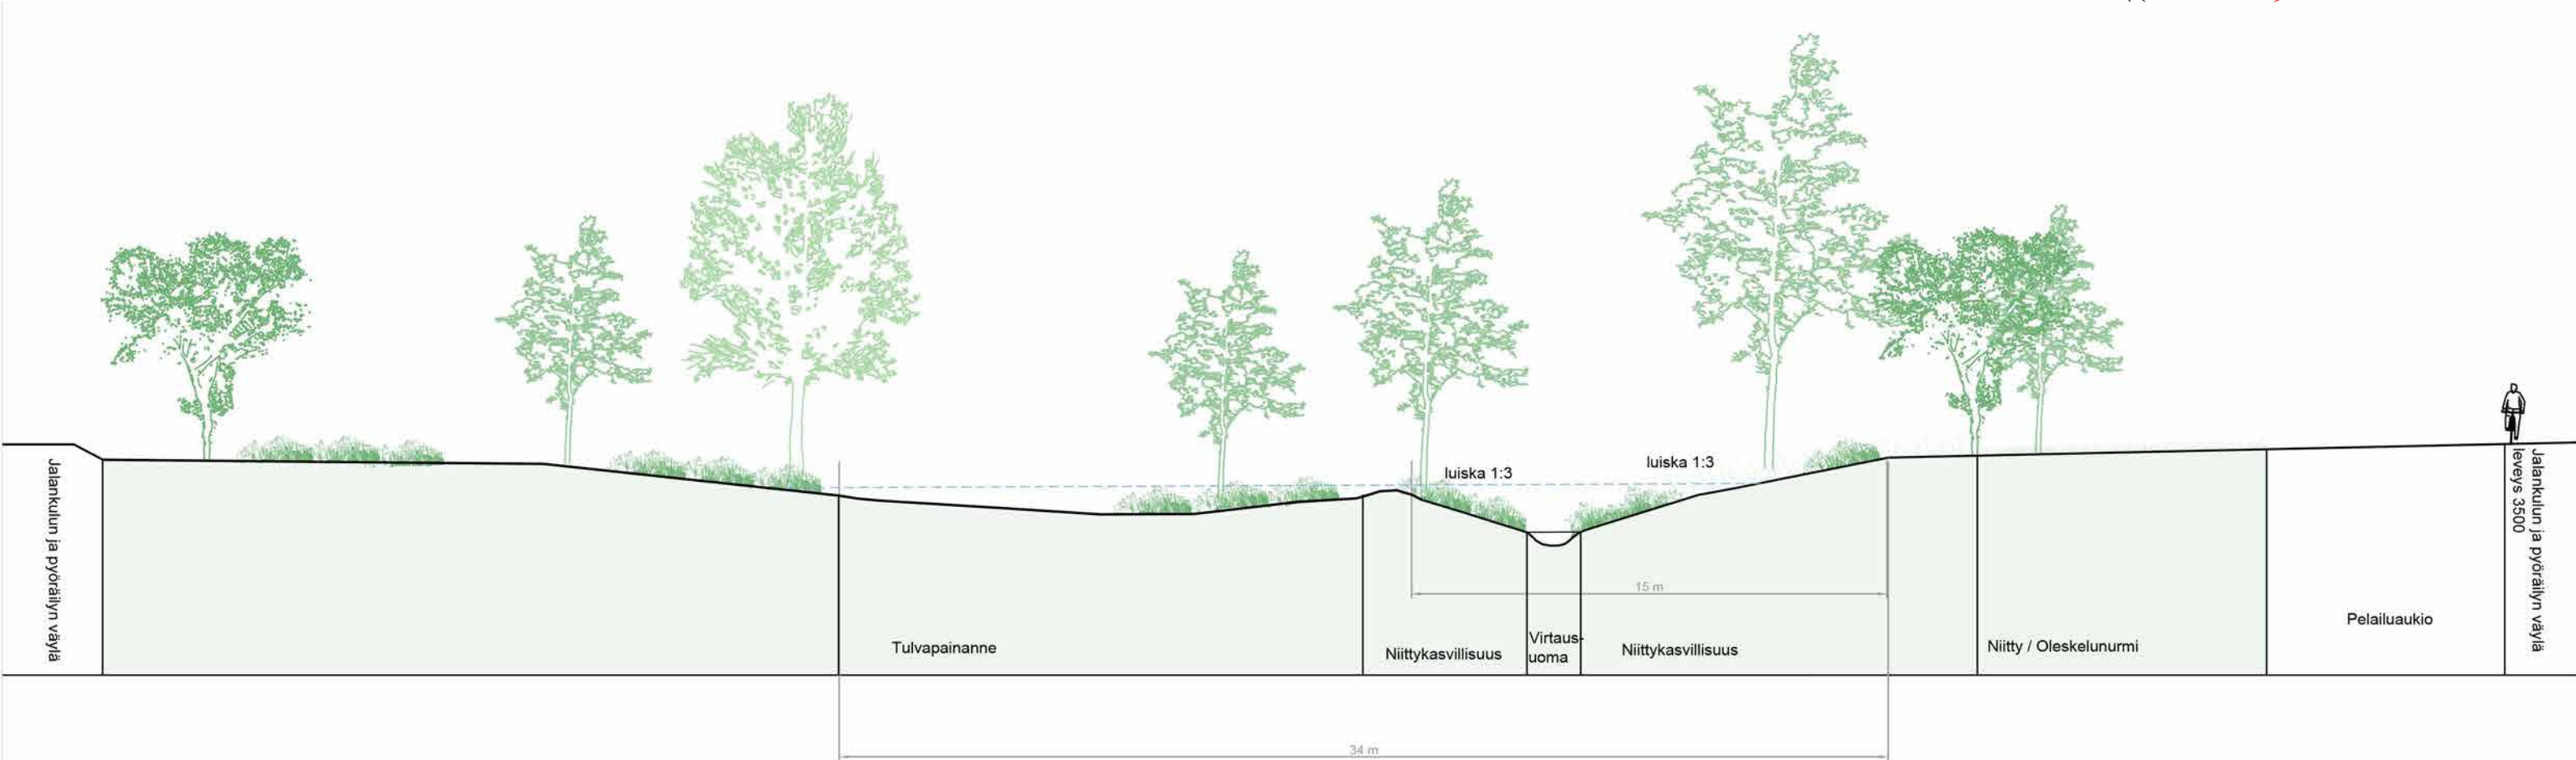 Jalankulun ja pyöräilyn väylä
Tulvapainanne
luiska 1:3
Niittykasvillisuus
Virtaus-
uoma
luiska 1:3
15 m
Niittykasvillisuus
Niitty / Oleskelunurmi
Pelailuaukio
Jalankulun ja pyöräilyn väylä
leveys 3500
34 m